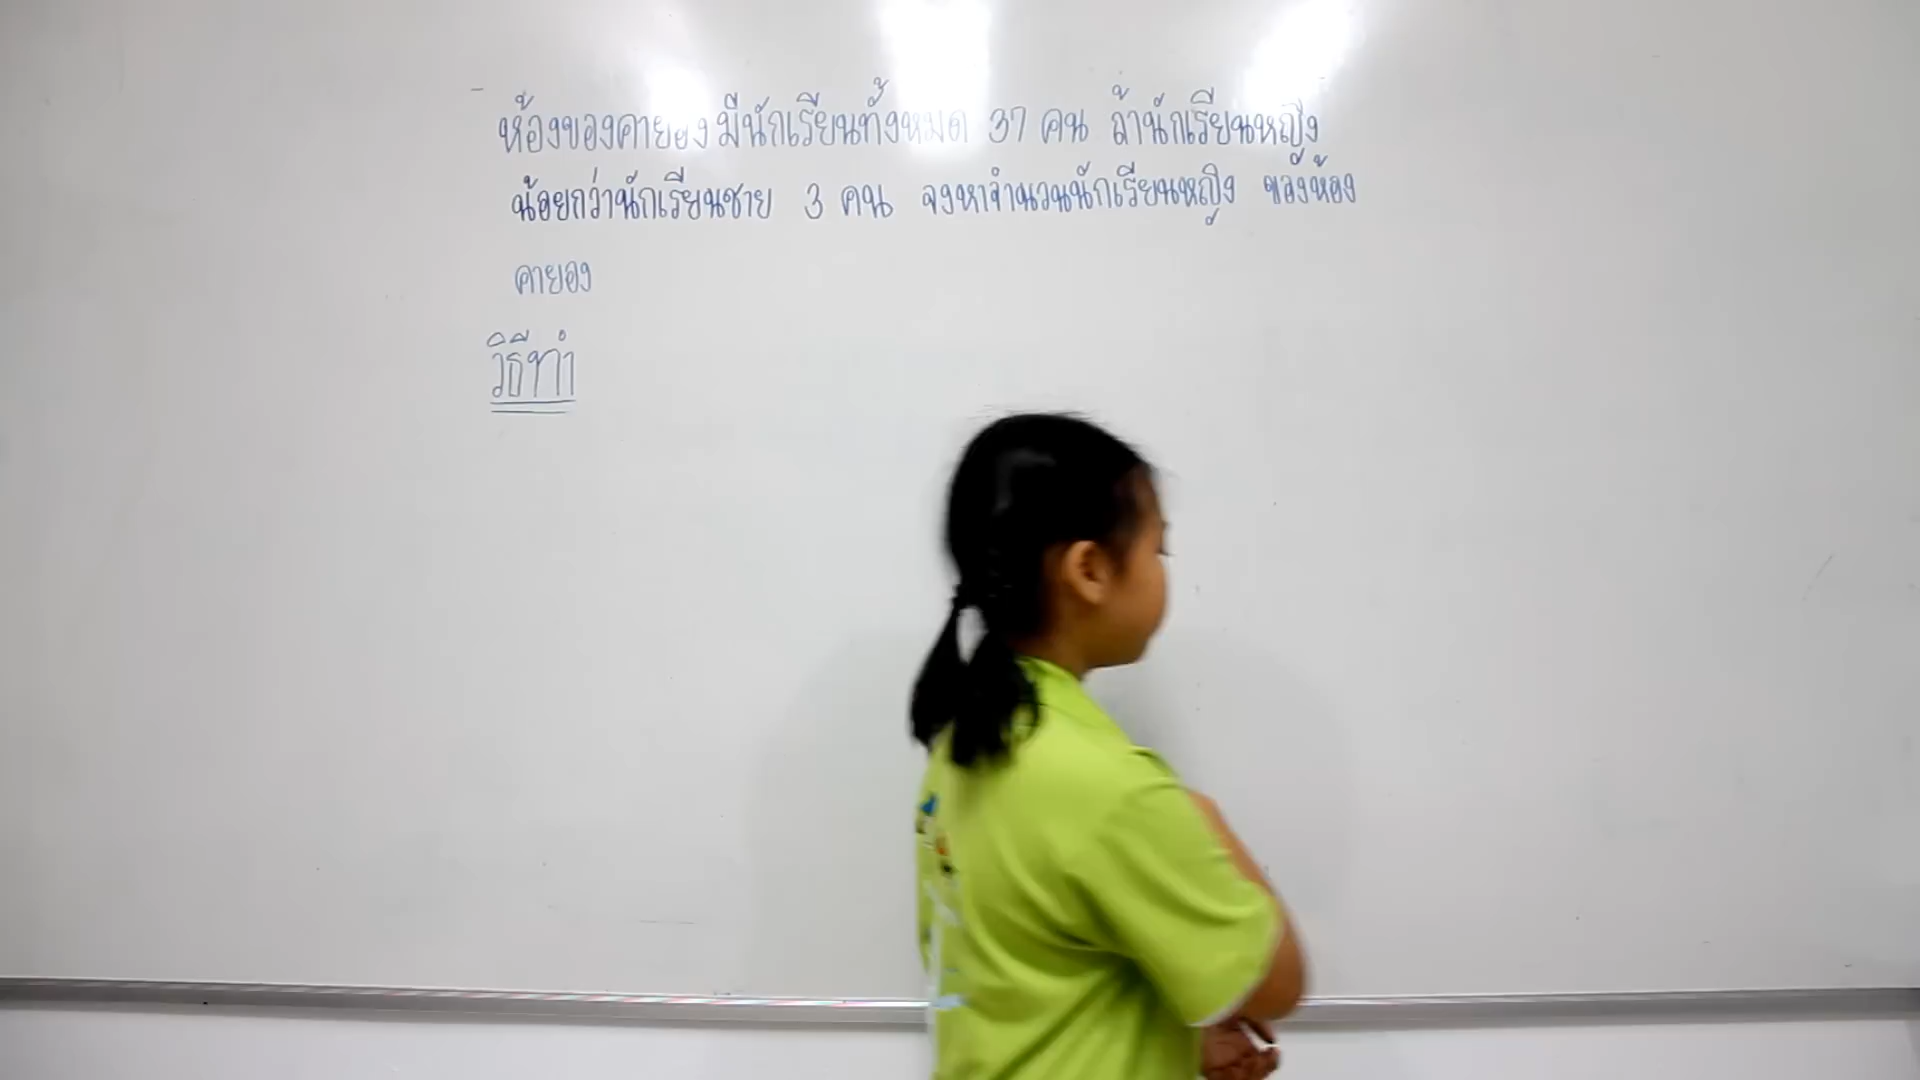 ห้องของคายองมีนักเรียนทั้งหมด 37 คน ถ้านักเรียนหญิง
น้อยกว่านักเรียนชาย 3 คน จงหาจำนวนนักเรียนหญิง ของห้อง
คายอง
วิธีทำ